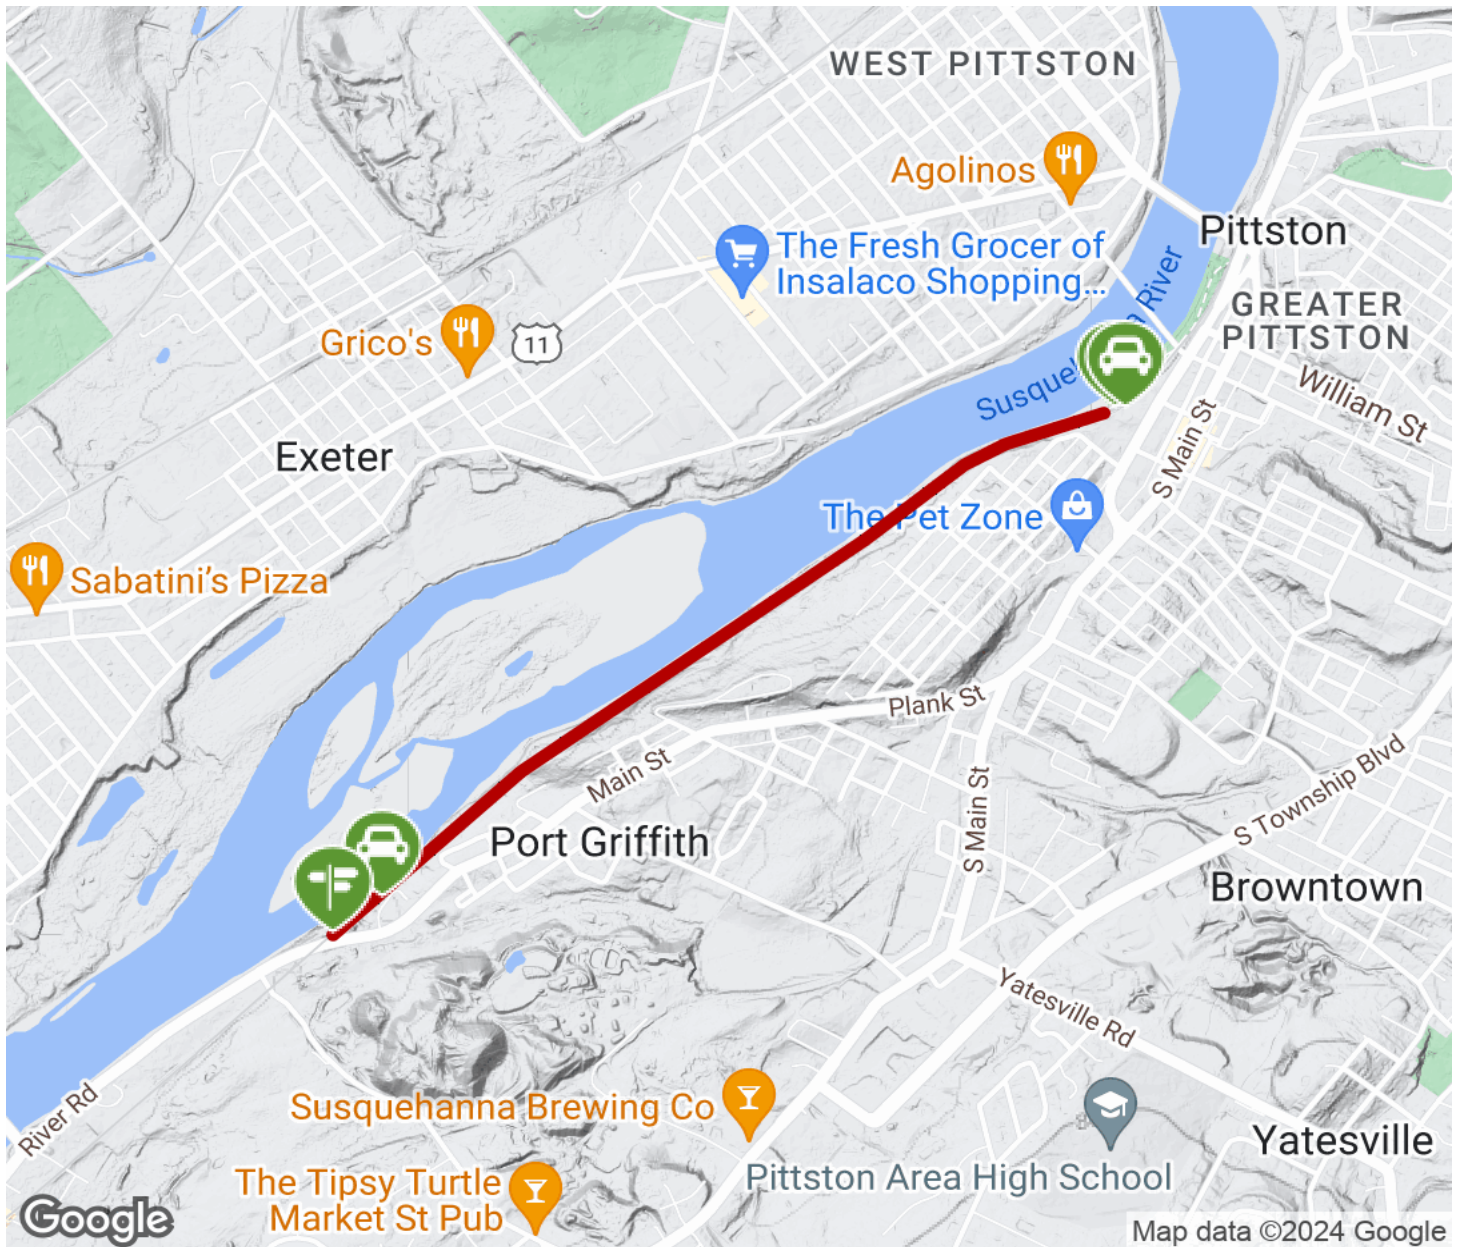 WEST PITTSTON
Agolinos
Pittston
The Fresh Grocer of
Insalaco Shopping...
GREATER
PITTSTON
Grico's
11
William St
S Main St
Exeter
The Pet Zone
Sabatini's Pizza
Plank St
Main St
S Main St
S Township Blvd
Port Griffith
Browntown
Yatesville Rd
River Rd
Susquehanna Brewing Co
Yatesville
Pittston Area High School
The Tipsy Turtle
Market St Pub
Google
Map data ©2024 Google